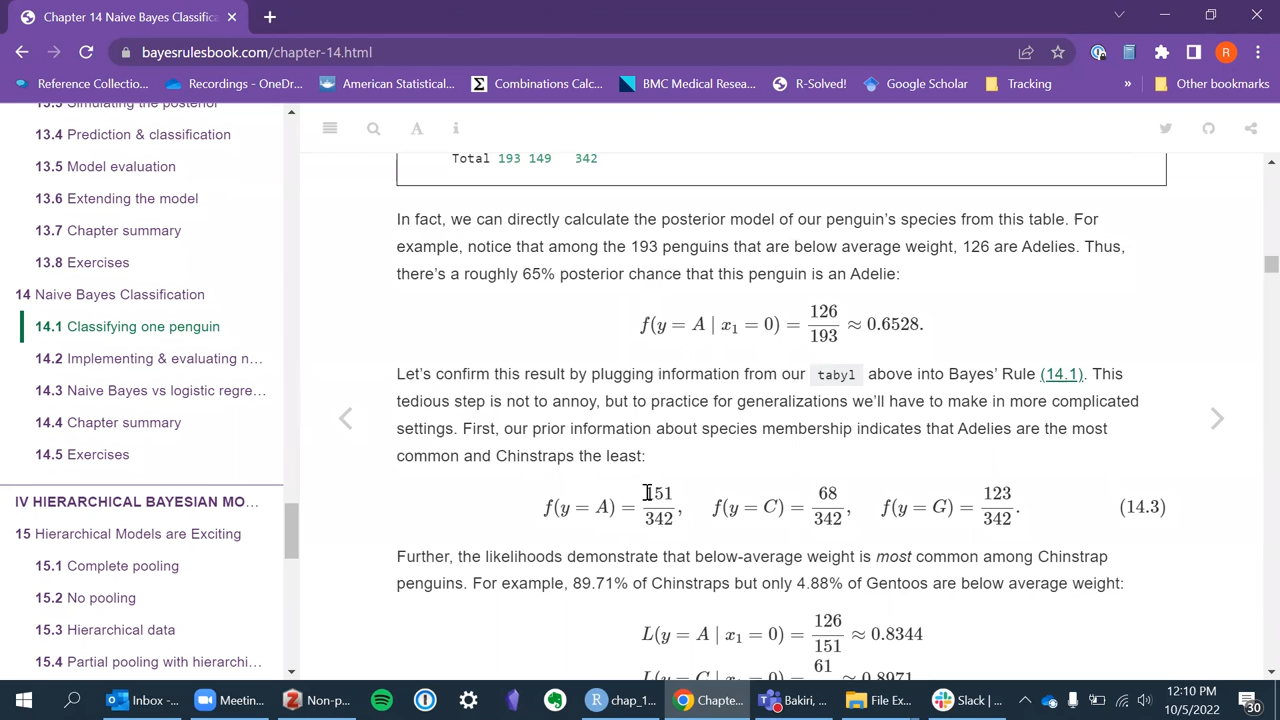 Chapter 14 Naive Bayes Classifica
bayesrulesbook.com/chapter-14.html
R
Reference Collectio...
Recordings - OneDr...
American Statistical...
Combinations Calc...
BMC Medical Resea...
R-Solved!
Google Scholar
Tracking
»
Other bookmarks
13.3 Simulating the posterior
13.4 Prediction & classification
13.5 Model evaluation
13.6 Extending the model
13.7 Chapter summary
13.8 Exercises
14 Naive Bayes Classification
14.1 Classifying one penguin
14.2 Implementing & evaluating n...
14.3 Naive Bayes vs logistic regre...
14.4 Chapter summary
14.5 Exercises
IV HIERARCHICAL BAYESIAN MO...
15 Hierarchical Models are Exciting
15.1 Complete pooling
15.2 No pooling
15.3 Hierarchical data
15.4 Partial pooling with hierarchi...
Total 193 149 342
In fact, we can directly calculate the posterior model of our penguin's species from this table. For
example, notice that among the 193 penguins that are below average weight, 126 are Adelies. Thus,
there's a roughly 65% posterior chance that this penguin is an Adelie:
f(y = A | x₁ = 0) = 126/193 ≈ 0.6528.
Let's confirm this result by plugging information from our tabyl above into Bayes' Rule (14.1). This
tedious step is not to annoy, but to practice for generalizations we'll have to make in more complicated
settings. First, our prior information about species membership indicates that Adelies are the most
common and Chinstraps the least:
f(y = A) = 151/342, f(y = C) = 68/342, f(y = G) = 123/342. (14.3)
Further, the likelihoods demonstrate that below-average weight is most common among Chinstrap
penguins. For example, 89.71% of Chinstraps but only 4.88% of Gentoos are below average weight:
L(y = A | x₁ = 0) = 126/151 ≈ 0.8344
L(y = C | x₁ = 0) = 61 ≈ 0.8971
Inbox - ...
Meetin...
Non-p...
chap_1...
Chapte...
Bakiri, ...
File Ex...
Slack | ...
12:10 PM
10/5/2022
30